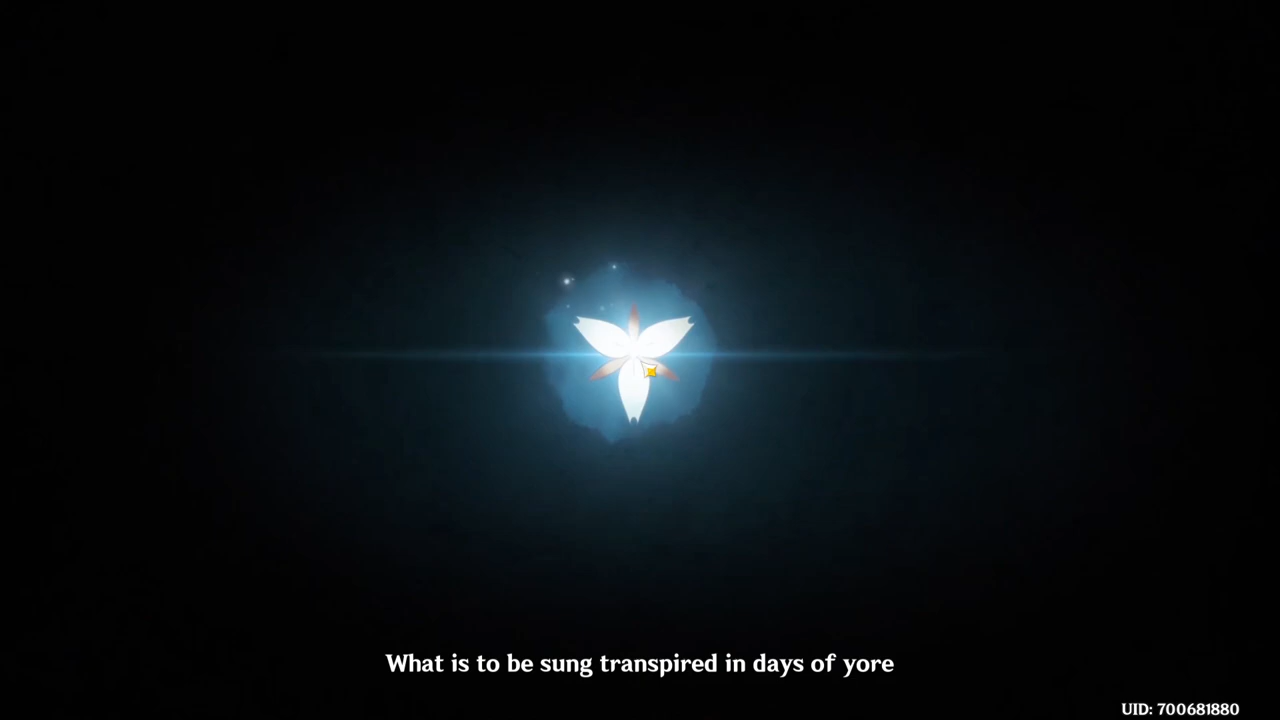 What is to be sung transpired in days of yore
UID: 700681880